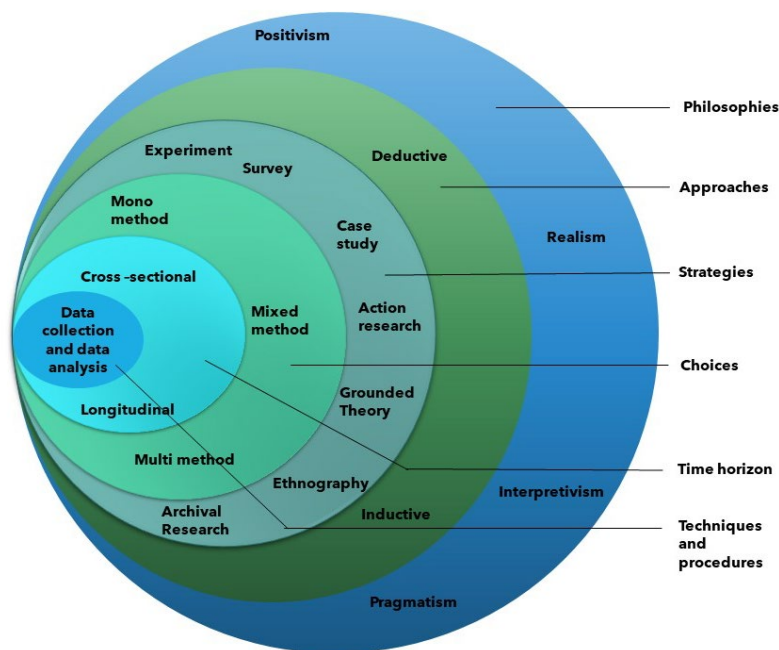 Positivism
Philosophies
Experiment
Survey
Deductive
Approaches
Mono
method
Case
study
Realism
Strategies
Cross –sectional
Data
collection
and data
analysis
Mixed
method
Action
research
Choices
Longitudinal
Grounded
Theory
Multi method
Ethnography
Time horizon
Interpretivism
Archival
Research
Inductive
Techniques
and
procedures
Pragmatism